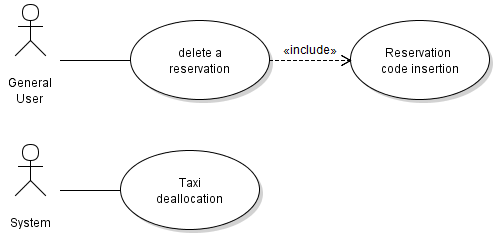 delete a
reservation
«include»
Reservation
code insertion
General
User
Taxi
deallocation
System